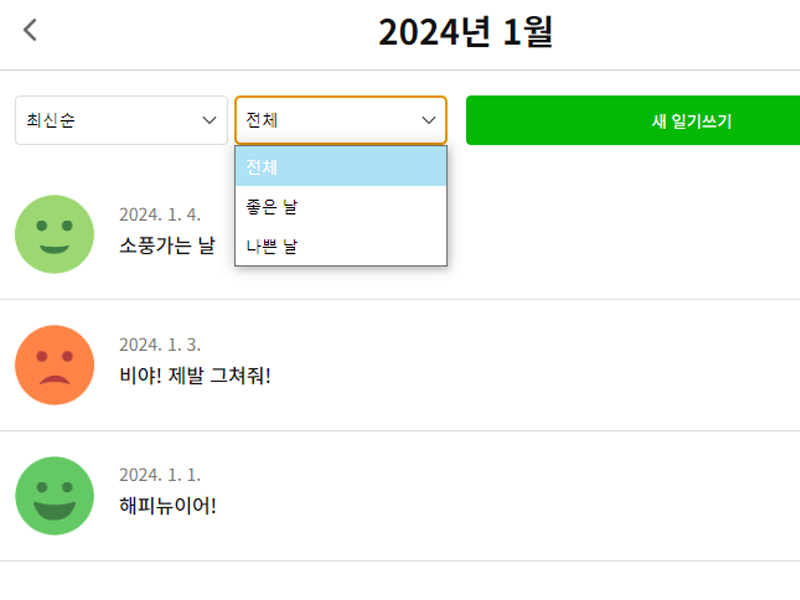 2024년 1월
최신순
전체
새 일기쓰기
전체
좋은 날
나쁜 날
2024. 1. 4.
소풍가는 날
2024. 1. 3.
비야! 제발 그쳐줘!
2024. 1. 1.
해피뉴이어!